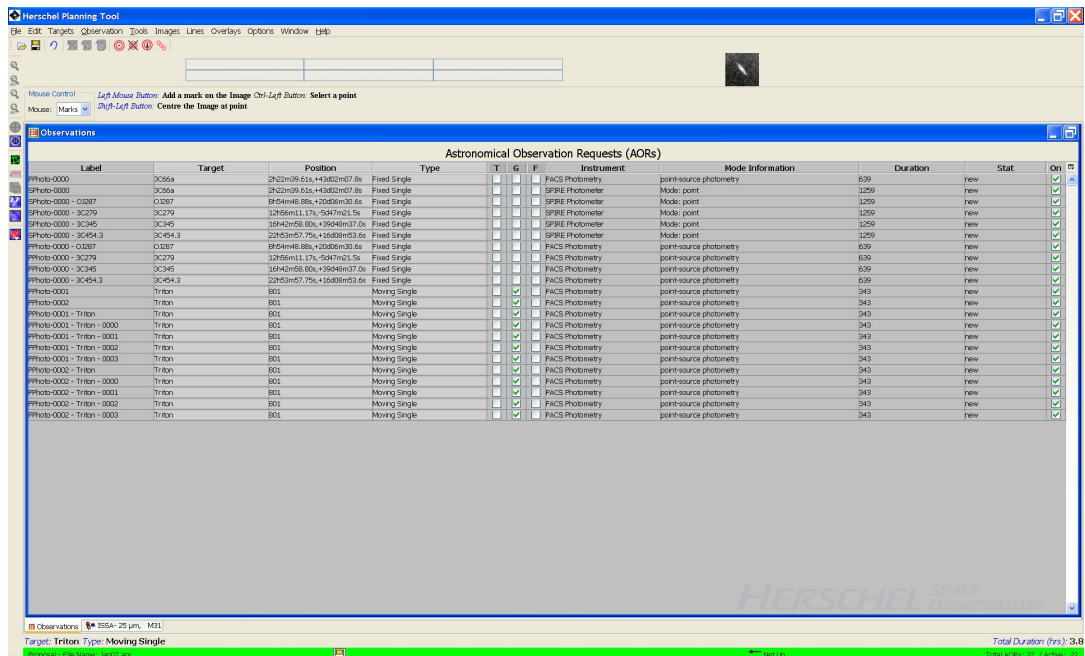 Herschel Planning Tool
File Edit Targets Observation Tools Images Lines Overlays Options Window Help
Mouse Control
Left Mouse Button: Add a mark on the Image Ctrl-Left Button: Select a point
Mouse: Marks Shift-Left Button: Centre the Image at point
Observations
Astronomical Observation Requests (AORs)
Label Target Position Type T G F Instrument Mode Information Duration Stat On
PPhoto-0000 3C66a 2h22m39.61s,+43d02m07.8s Fixed Single PACS Photometry point-source photometry 639 new
SPhoto-0000 3C66a 2h22m39.61s,+43d02m07.8s Fixed Single SPIRE Photometer Mode: point 1259 new
SPhoto-0000 - OJ287 OJ287 8h54m48.88s,+20d06m30.6s Fixed Single SPIRE Photometer Mode: point 1259 new
SPhoto-0000 - 3C279 3C279 12h56m11.17s,-5d47m21.5s Fixed Single SPIRE Photometer Mode: point 1259 new
SPhoto-0000 - 3C345 3C345 16h42m58.80s,+39d48m37.0s Fixed Single SPIRE Photometer Mode: point 1259 new
SPhoto-0000 - 3C454.3 3C454.3 22h53m57.75s,+16d08m53.6s Fixed Single SPIRE Photometer Mode: point 1259 new
PPhoto-0000 - OJ287 OJ287 8h54m48.88s,+20d06m30.6s Fixed Single PACS Photometry point-source photometry 639 new
PPhoto-0000 - 3C279 3C279 12h56m11.17s,-5d47m21.5s Fixed Single PACS Photometry point-source photometry 639 new
PPhoto-0000 - 3C345 3C345 16h42m58.80s,+39d48m37.0s Fixed Single PACS Photometry point-source photometry 639 new
PPhoto-0000 - 3C454.3 3C454.3 22h53m57.75s,+16d08m53.6s Fixed Single PACS Photometry point-source photometry 639 new
PPhoto-0001 Triton 801 Moving Single PACS Photometry point-source photometry 343 new
PPhoto-0002 Triton 801 Moving Single PACS Photometry point-source photometry 343 new
PPhoto-0001 - Triton Triton 801 Moving Single PACS Photometry point-source photometry 343 new
PPhoto-0001 - Triton - 0000 Triton 801 Moving Single PACS Photometry point-source photometry 343 new
PPhoto-0001 - Triton - 0001 Triton 801 Moving Single PACS Photometry point-source photometry 343 new
PPhoto-0001 - Triton - 0002 Triton 801 Moving Single PACS Photometry point-source photometry 343 new
PPhoto-0001 - Triton - 0003 Triton 801 Moving Single PACS Photometry point-source photometry 343 new
PPhoto-0002 - Triton Triton 801 Moving Single PACS Photometry point-source photometry 343 new
PPhoto-0002 - Triton - 0000 Triton 801 Moving Single PACS Photometry point-source photometry 343 new
PPhoto-0002 - Triton - 0001 Triton 801 Moving Single PACS Photometry point-source photometry 343 new
PPhoto-0002 - Triton - 0002 Triton 801 Moving Single PACS Photometry point-source photometry 343 new
PPhoto-0002 - Triton - 0003 Triton 801 Moving Single PACS Photometry point-source photometry 343 new
HERSCHEL SPACE OBSERVATORY
Observations ISSA- 25 µm, M31
Target: Triton Type: Moving Single Total Duration (hrs): 3.8
Proposal - File Name: Jan07.aor Net Up Total AORs: 22 / Active: 22